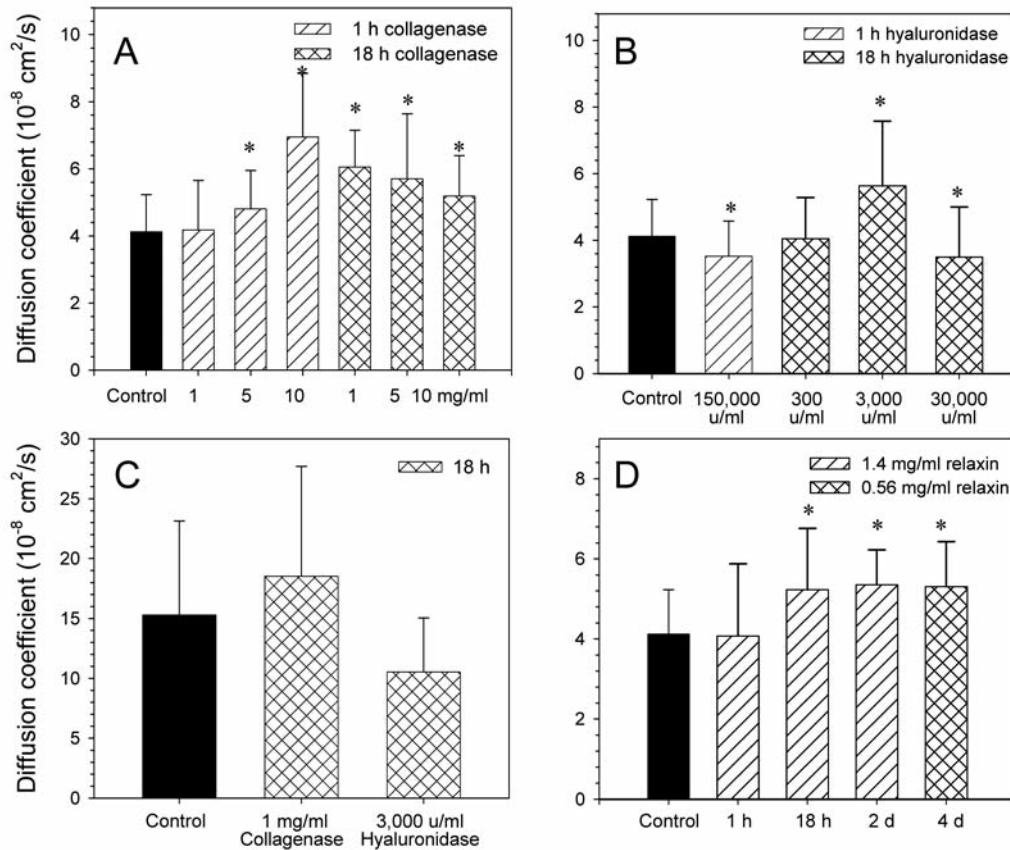 A
1 h collagenase
18 h collagenase
Diffusion coefficient (10⁻⁸ cm²/s)
10
8
6
4
2
0
* * * * *
Control 1 5 10 1 5 10 mg/ml
B
1 h hyaluronidase
18 h hyaluronidase
10
8
6
4
2
0
* * *
Control 150,000 300 3,000 30,000
u/ml u/ml u/ml u/ml
C
18 h
Diffusion coefficient (10⁻⁸ cm²/s)
30
25
20
15
10
5
0
Control 1 mg/ml 3,000 u/ml
Collagenase Hyaluronidase
D
1.4 mg/ml relaxin
0.56 mg/ml relaxin
8
6
4
2
0
* * *
Control 1 h 18 h 2 d 4 d